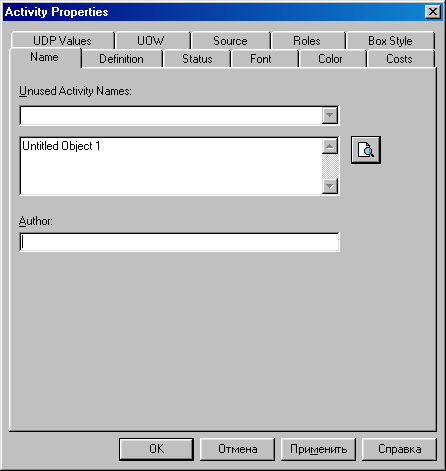 Activity Properties
UDP Values UOW Source Roles Box Style
Name Definition Status Font Color Costs
Unused Activity Names:
Untitled Object 1
Author:
OK Отмена Применить Справка